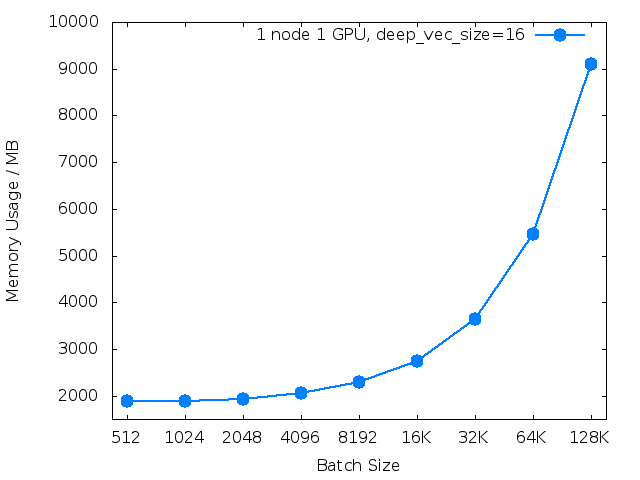 10000
1 node 1 GPU, deep_vec_size=16
9000
8000
7000
6000
5000
4000
3000
2000
Memory Usage / MB
512 1024 2048 4096 8192 16K 32K 64K 128K
Batch Size